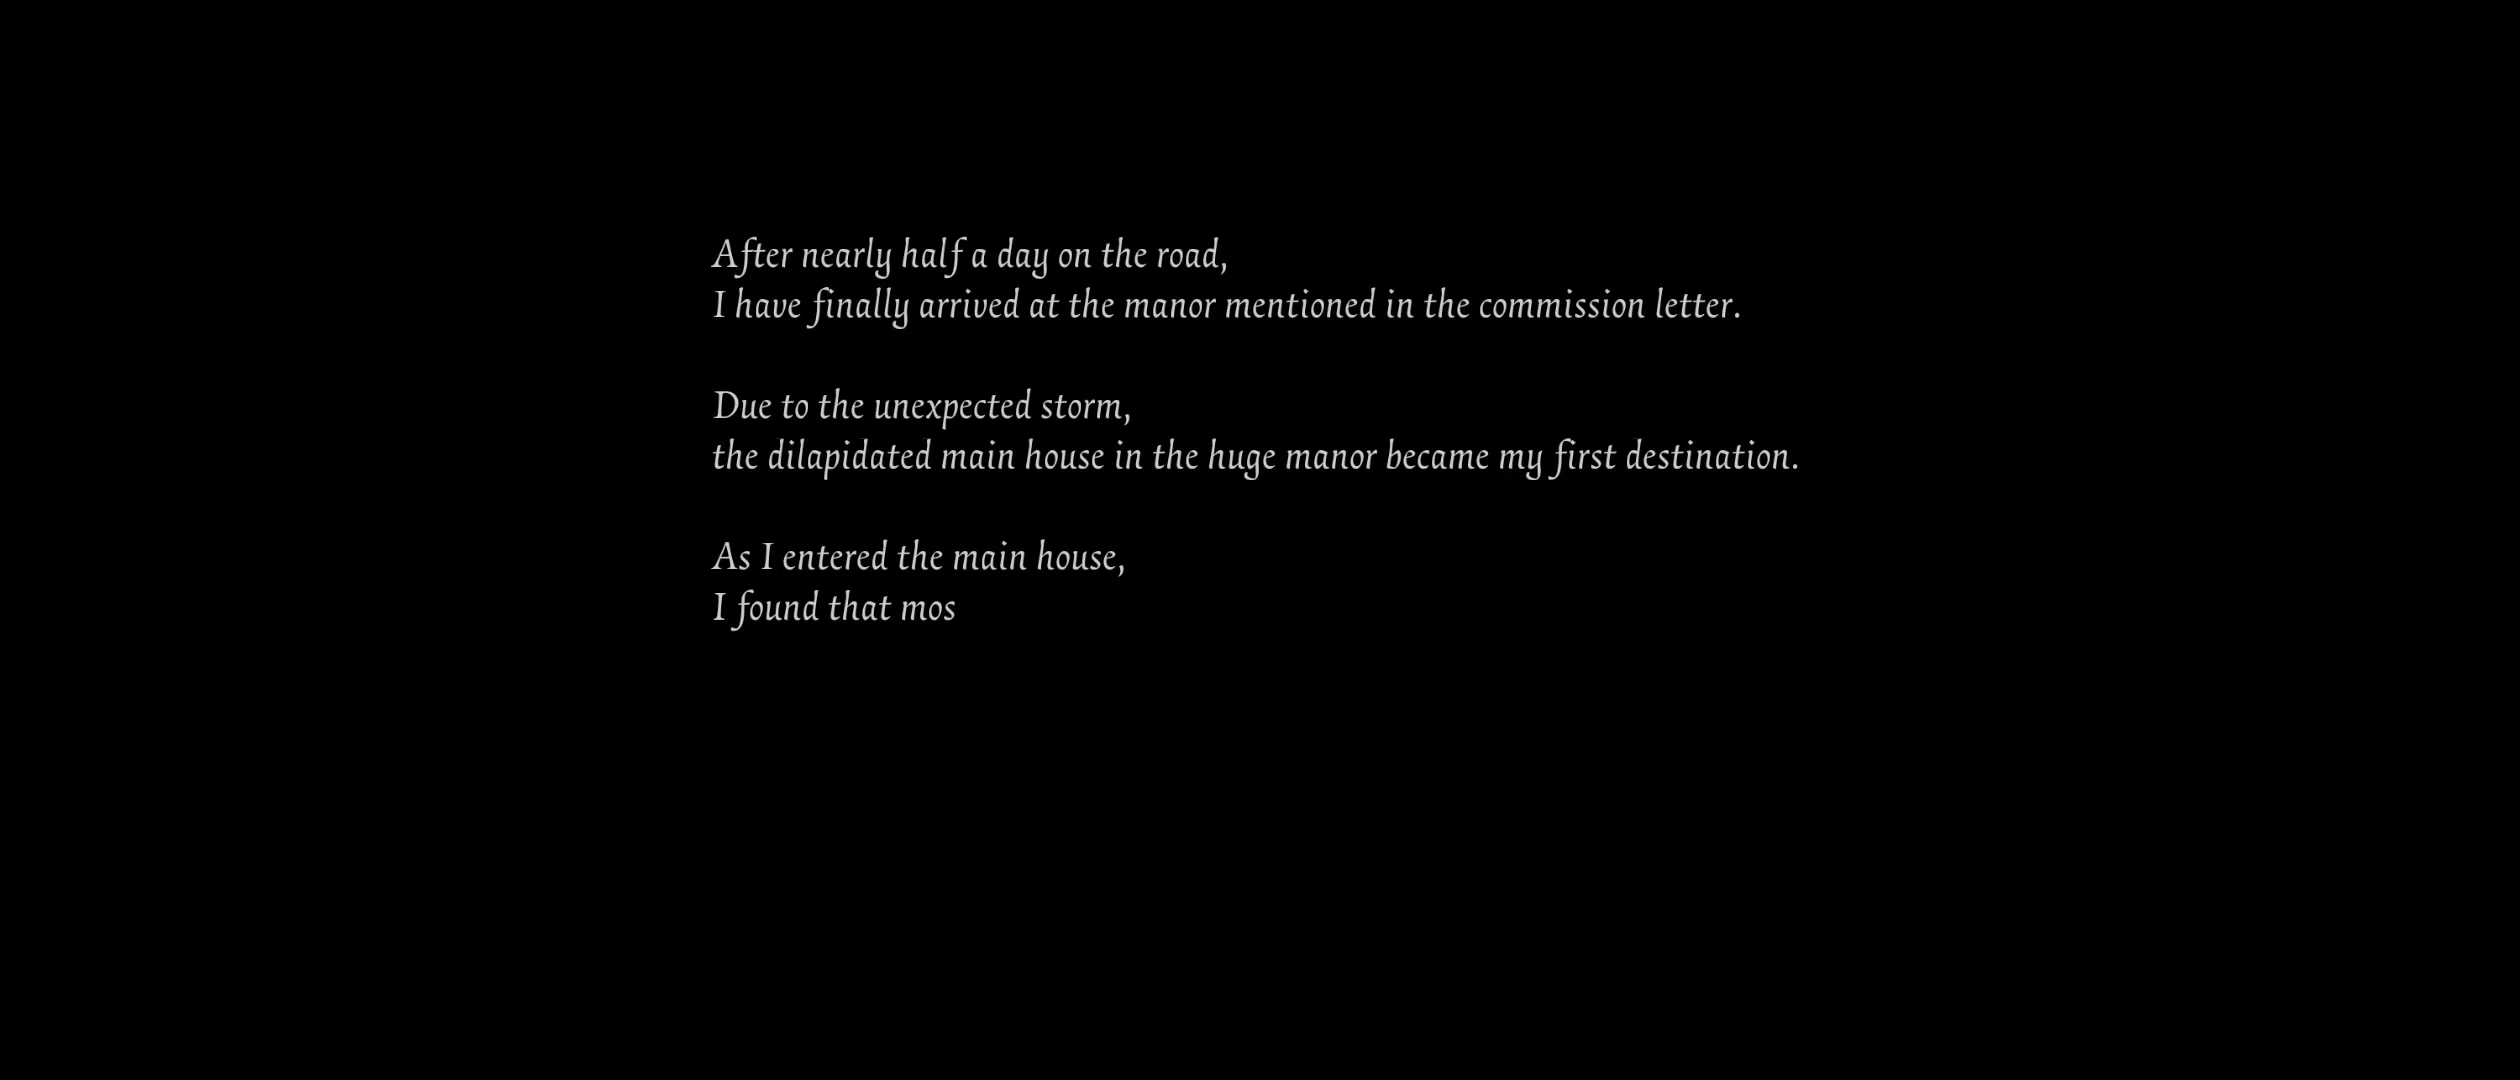 After nearly half a day on the road,
I have finally arrived at the manor mentioned in the commission letter.
Due to the unexpected storm,
the dilapidated main house in the huge manor became my first destination.
As I entered the main house,
I found that mos